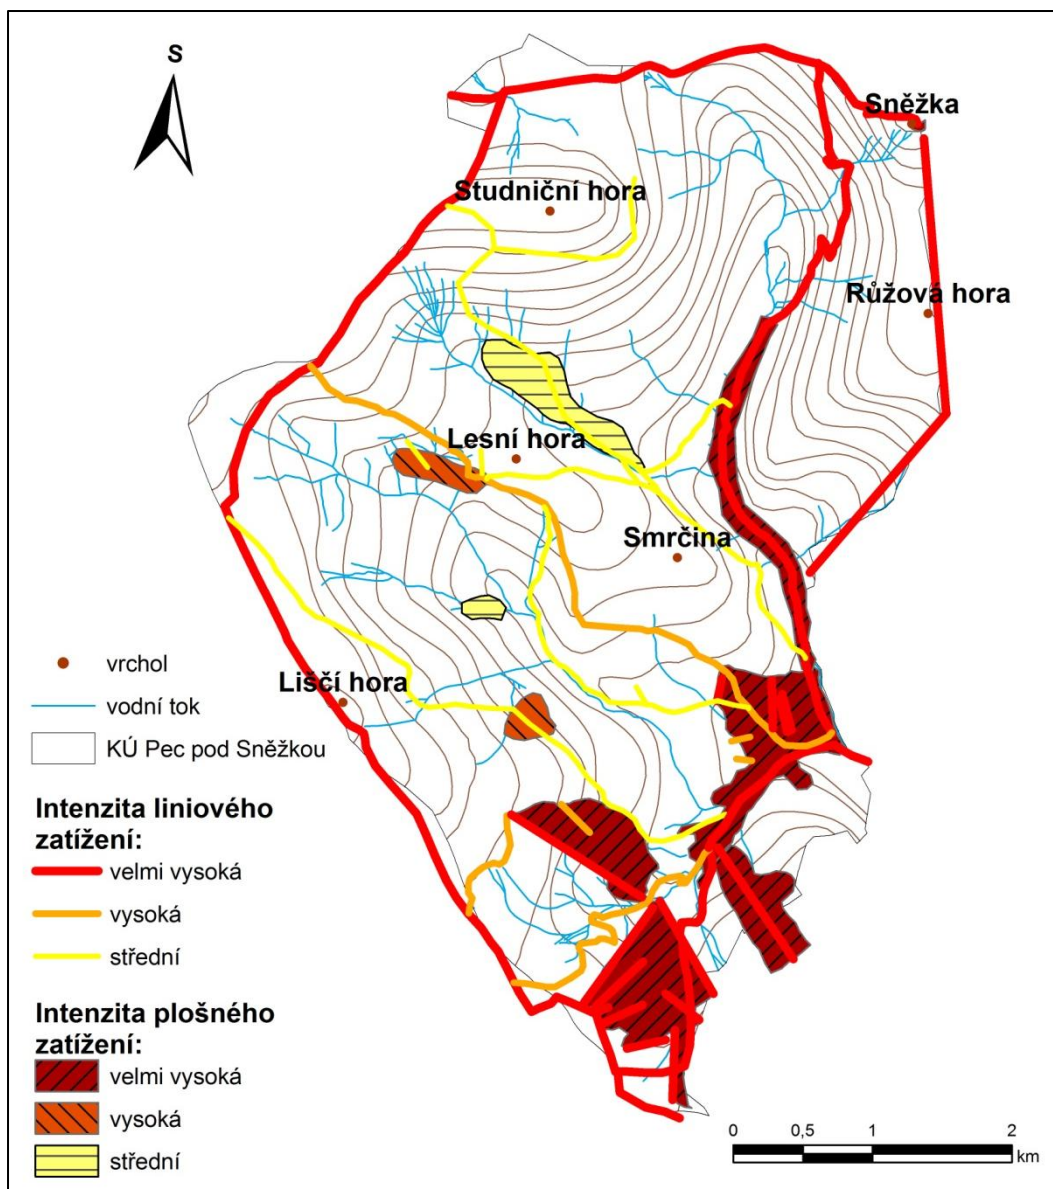 S
Sněžka
Studniční hora
Růžová hora
Lesní hora
Smrčina
Liščí hora
vrchol
vodní tok
KÚ Pec pod Sněžkou
Intenzita liniového
zatížení:
velmi vysoká
vysoká
střední
Intenzita plošného
zatížení:
velmi vysoká
vysoká
střední
0 0,5 1 2
km